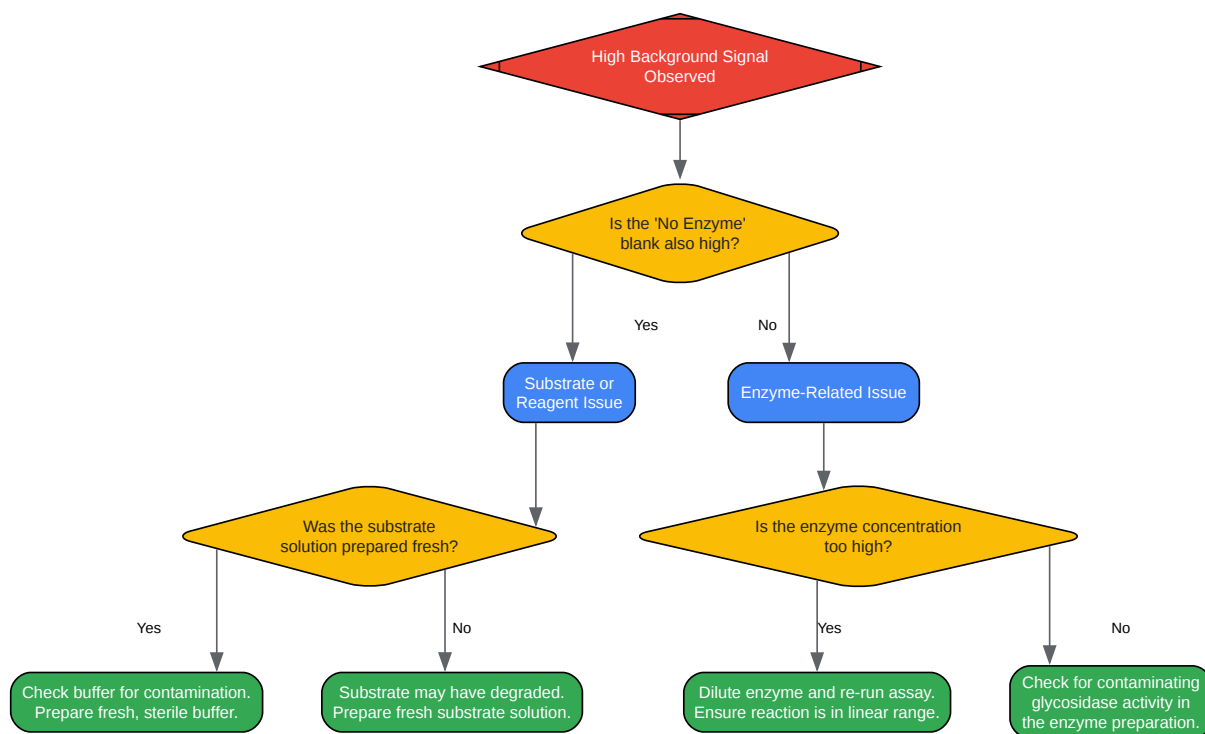 High Background Signal
Observed
Is the 'No Enzyme'
blank also high?
Yes
No
Substrate or
Reagent Issue
Enzyme-Related Issue
Was the substrate
solution prepared fresh?
Is the enzyme concentration
too high?
Yes
No
Yes
No
Check buffer for contamination.
Prepare fresh, sterile buffer.
Substrate may have degraded.
Prepare fresh substrate solution.
Dilute enzyme and re-run assay.
Ensure reaction is in linear range.
Check for contaminating
glycosidase activity in
the enzyme preparation.